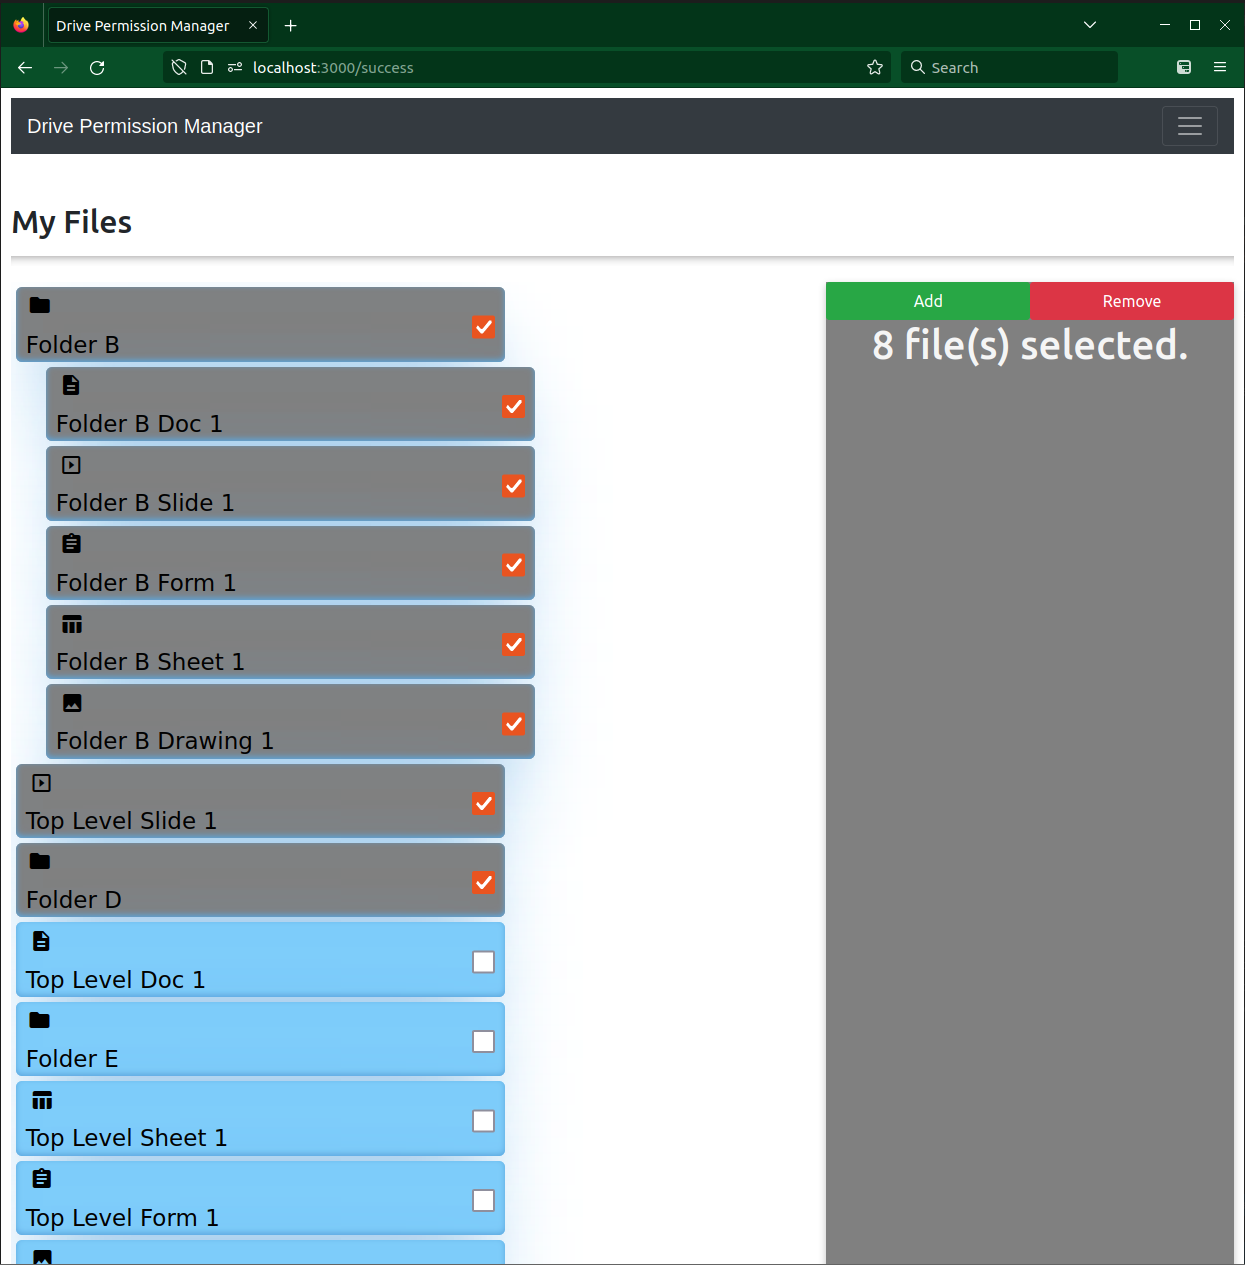 Drive Permission Manager
localhost:3000/success
Search
Drive Permission Manager
My Files
Add
Remove
8 file(s) selected.
Folder B
Folder B Doc 1
Folder B Slide 1
Folder B Form 1
Folder B Sheet 1
Folder B Drawing 1
Top Level Slide 1
Folder D
Top Level Doc 1
Folder E
Top Level Sheet 1
Top Level Form 1